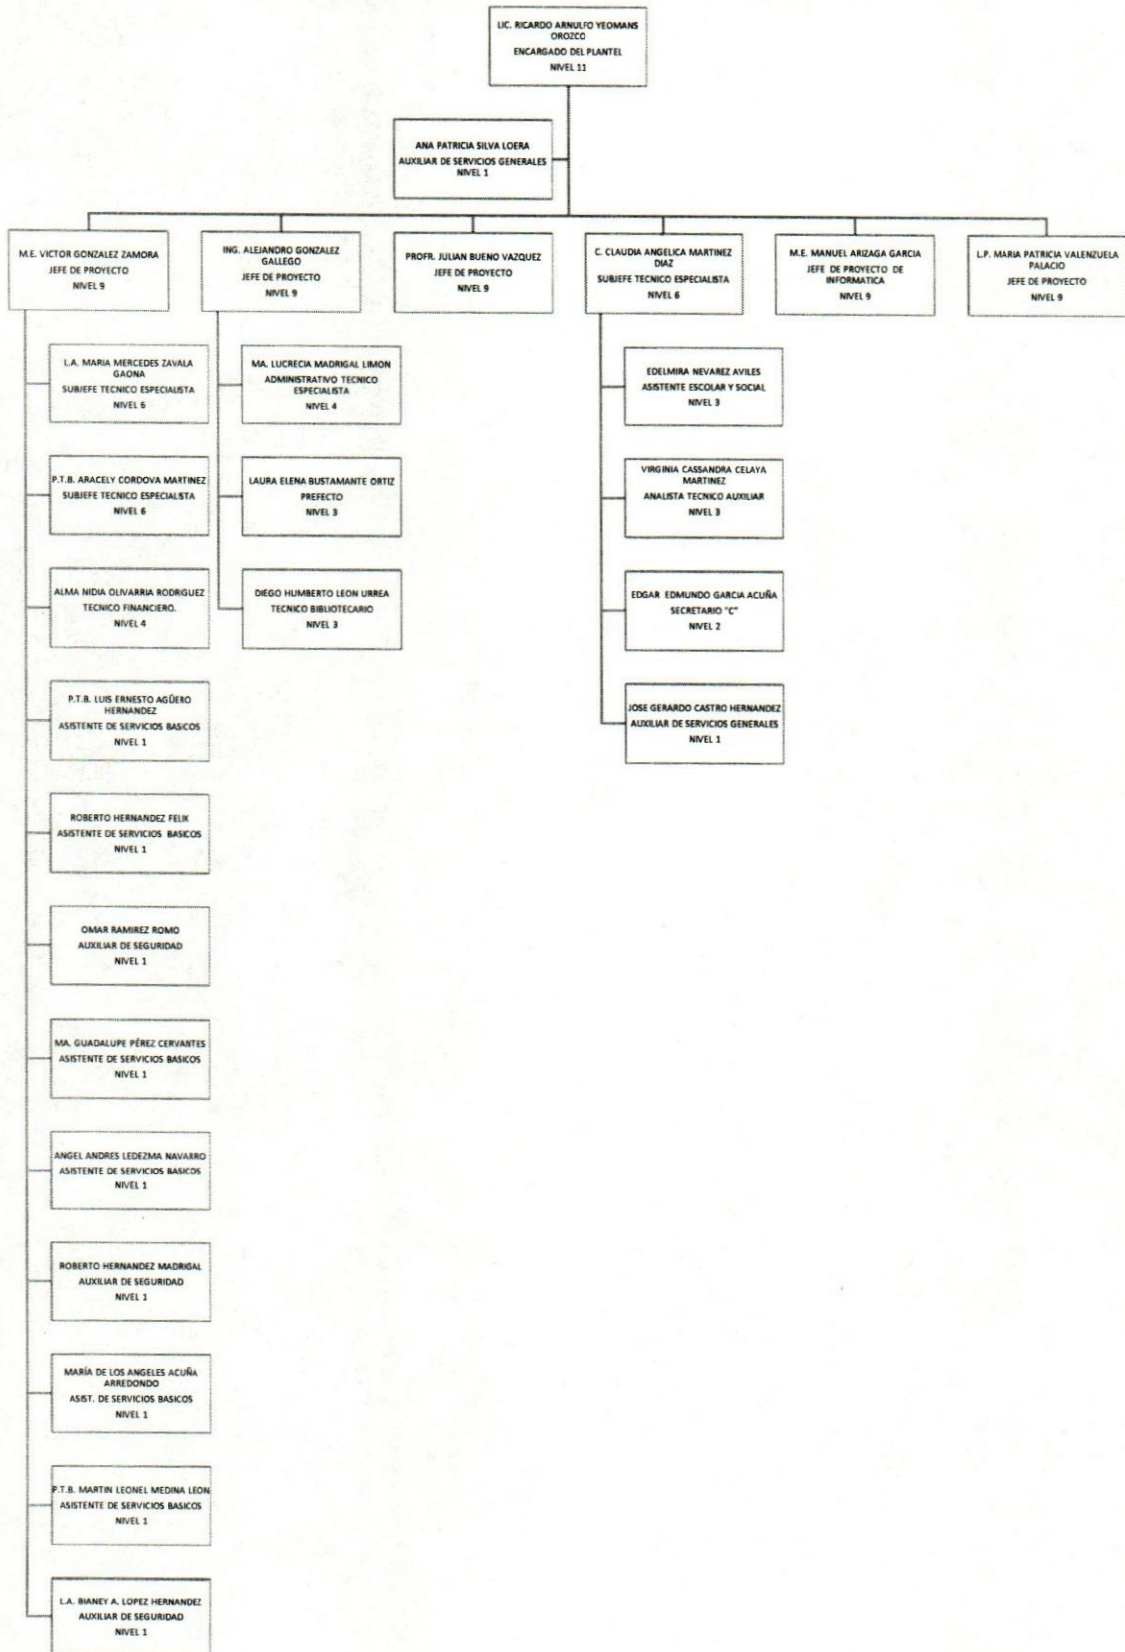 LIC. RICARDO ARNULFO YEOMANS
OROZCO
ENCARGADO DEL PLANTEL
NIVEL 11
ANA PATRICIA SILVA LOERA
AUXILIAR DE SERVICIOS GENERALES
NIVEL 1
M.E. VICTOR GONZALEZ ZAMORA
JEFE DE PROYECTO
NIVEL 9
ING. ALEJANDRO GONZALEZ
GALLEGO
JEFE DE PROYECTO
NIVEL 9
PROFR. JULIAN BUENO VAZQUEZ
JEFE DE PROYECTO
NIVEL 9
C. CLAUDIA ANGELICA MARTINEZ
DIAZ
SUBJEFE TECNICO ESPECIALISTA
NIVEL 6
M.E. MANUEL ARIZAGA GARCIA
JEFE DE PROYECTO DE
INFORMATICA
NIVEL 9
L.P. MARIA PATRICIA VALENZUELA
PALACIO
JEFE DE PROYECTO
NIVEL 9
L.A. MARIA MERCEDES ZAVALA
GAONA
SUBJEFE TECNICO ESPECIALISTA
NIVEL 6
P.T.B. ARACELY CORDOVA MARTINEZ
SUBJEFE TECNICO ESPECIALISTA
NIVEL 6
ALMA NIDIA OLIVARRIA RODRIGUEZ
TECNICO FINANCIERO.
NIVEL 4
P.T.B. LUIS ERNESTO AGÜERO
HERNANDEZ
ASISTENTE DE SERVICIOS BASICOS
NIVEL 1
ROBERTO HERNANDEZ FELIX
ASISTENTE DE SERVICIOS BASICOS
NIVEL 1
OMAR RAMIREZ ROMO
AUXILIAR DE SEGURIDAD
NIVEL 1
MA. GUADALUPE PÉREZ CERVANTES
ASISTENTE DE SERVICIOS BASICOS
NIVEL 1
ANGEL ANDRES LEDEZMA NAVARRO
ASISTENTE DE SERVICIOS BASICOS
NIVEL 1
ROBERTO HERNANDEZ MADRIGAL
AUXILIAR DE SEGURIDAD
NIVEL 1
MARÍA DE LOS ANGELES ACUÑA
ARREDONDO
ASIST. DE SERVICIOS BASICOS
NIVEL 1
P.T.B. MARTIN LEONEL MEDINA LEON
ASISTENTE DE SERVICIOS BASICOS
NIVEL 1
L.A. BIANEY A. LOPEZ HERNANDEZ
AUXILIAR DE SEGURIDAD
NIVEL 1
MA. LUCRECIA MADRIGAL LIMON
ADMINISTRATIVO TECNICO
ESPECIALISTA
NIVEL 4
LAURA ELENA BUSTAMANTE ORTIZ
PREFECTO
NIVEL 3
DIEGO HUMBERTO LEON URREA
TECNICO BIBLIOTECARIO
NIVEL 3
EDELMIRA NEVAREZ AVILES
ASISTENTE ESCOLAR Y SOCIAL
NIVEL 3
VIRGINIA CASSANDRA CELAYA
MARTINEZ
ANALISTA TECNICO AUXILIAR
NIVEL 3
EDGAR EDMUNDO GARCIA ACUÑA
SECRETARIO "C"
NIVEL 2
JOSE GERARDO CASTRO HERNANDEZ
AUXILIAR DE SERVICIOS GENERALES
NIVEL 1